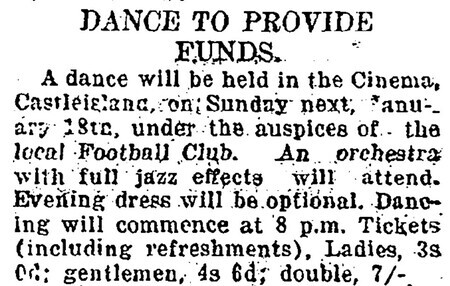 DANCE TO PROVIDE
FUNDS.
A dance will be held in the Cinema,
Castleisland, on Sunday next, Janu-
ary 18th, under the auspices of the
local Football Club. An orchestra
with full jazz effects will attend.
Evening dress will be optional. Danc-
ing will commence at 8 p.m. Tickets
(including refreshments), Ladies, 3s
0d; gentlemen, 4s 6d; double, 7/-